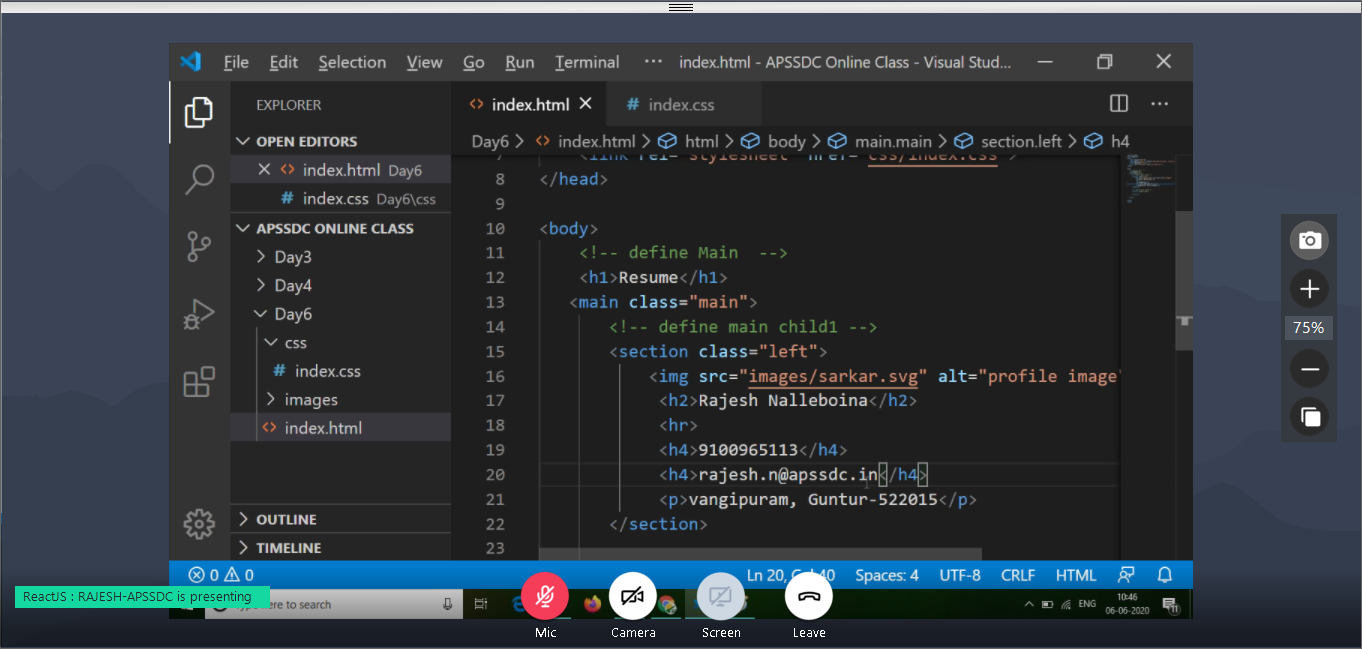 File Edit Selection View Go Run Terminal ··· index.html - APSSDC Online Class - Visual Stud...
EXPLORER
index.html
# index.css
OPEN EDITORS
Day6 > index.html > html > body > main.main > section.left > h4
index.html Day6
# index.css Day6\css
APSSDC ONLINE CLASS
Day3
Day4
Day6
css
# index.css
images
index.html
OUTLINE
TIMELINE
7 <link rel="stylesheet" href="css/index.css">
8 </head>
9
10 <body>
11 <!-- define Main  -->
12 <h1>Resume</h1>
13 <main class="main">
14 <!-- define main child1 -->
15 <section class="left">
16 <img src="images/sarkar.svg" alt="profile image"
17 <h2>Rajesh Nalleboina</h2>
18 <hr>
19 <h4>9100965113</h4>
20 <h4>rajesh.n@apssdc.in</h4>
21 <p>vangipuram, Guntur-522015</p>
22 </section>
23
75%
0 0 Ln 20, Col 40 Spaces: 4 UTF-8 CRLF HTML
ReactJS : RAJESH-APSSDC is presenting
here to search
ENG 10:46
06-06-2020
11
Mic Camera Screen Leave